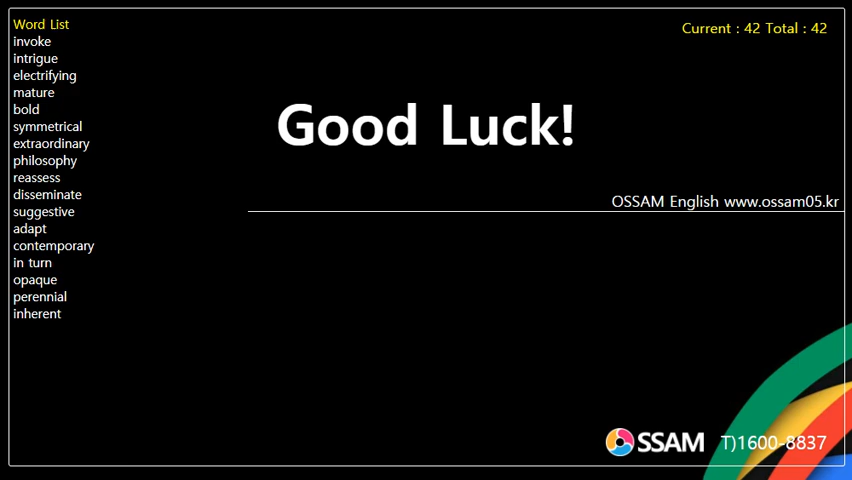 Word List
invoke
intrigue
electrifying
mature
bold
symmetrical
extraordinary
philosophy
reassess
disseminate
suggestive
adapt
contemporary
in turn
opaque
perennial
inherent
Current : 42 Total : 42
Good Luck!
OSSAM English www.ossam05.kr
OSSAM T)1600-8837